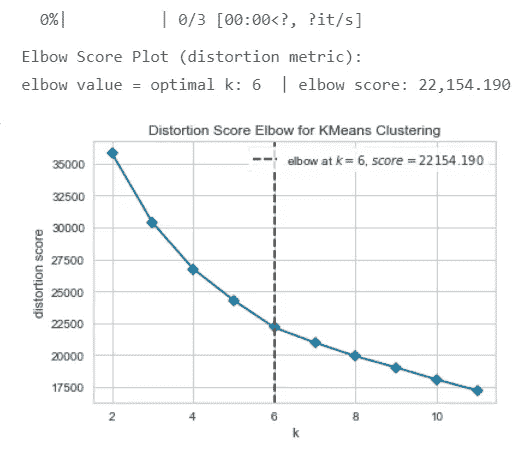 0%| | 0/3 [00:00<?, ?it/s]
Elbow Score Plot (distortion metric):
elbow value = optimal k: 6 | elbow score: 22,154.190
Distortion Score Elbow for KMeans Clustering
elbow at k = 6, score = 22154.190
35000
32500
30000
27500
25000
22500
20000
17500
distortion score
2 4 6 8 10
k